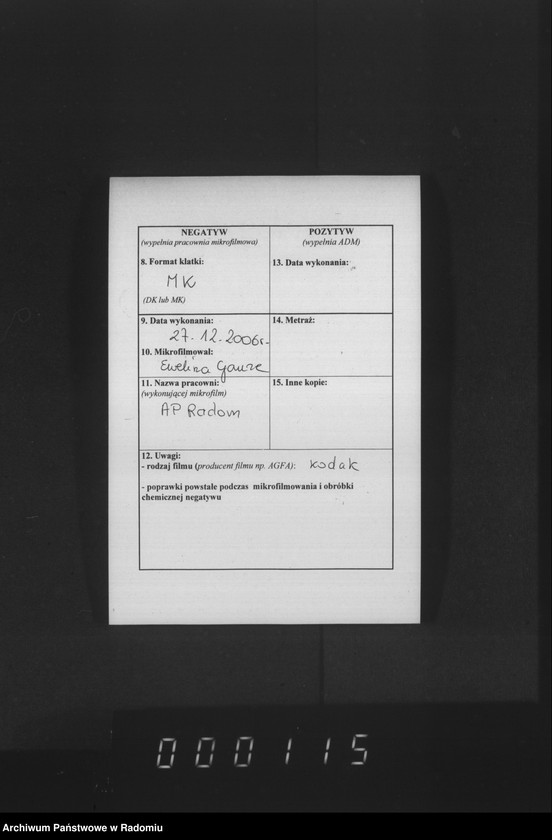 NEGATYW
(wypełnia pracownia mikrofilmowa)
8. Format klatki:
MK
(DK lub MK)
POZYTYW
(wypełnia ADM)
13. Data wykonania:
9. Data wykonania:
27.12.2006r.
10. Mikrofilmował:
Ewelina
14. Metraż:
11. Nazwa pracowni:
(wykonującej mikrofilm)
AP Radom
15. Inne kopie:
12. Uwagi:
- rodzaj filmu (producent filmu np. AGFA): kodak
- poprawki powstałe podczas mikrofilmowania i obróbki
chemicznej negatywu
000115
Archiwum Państwowe w Radomiu